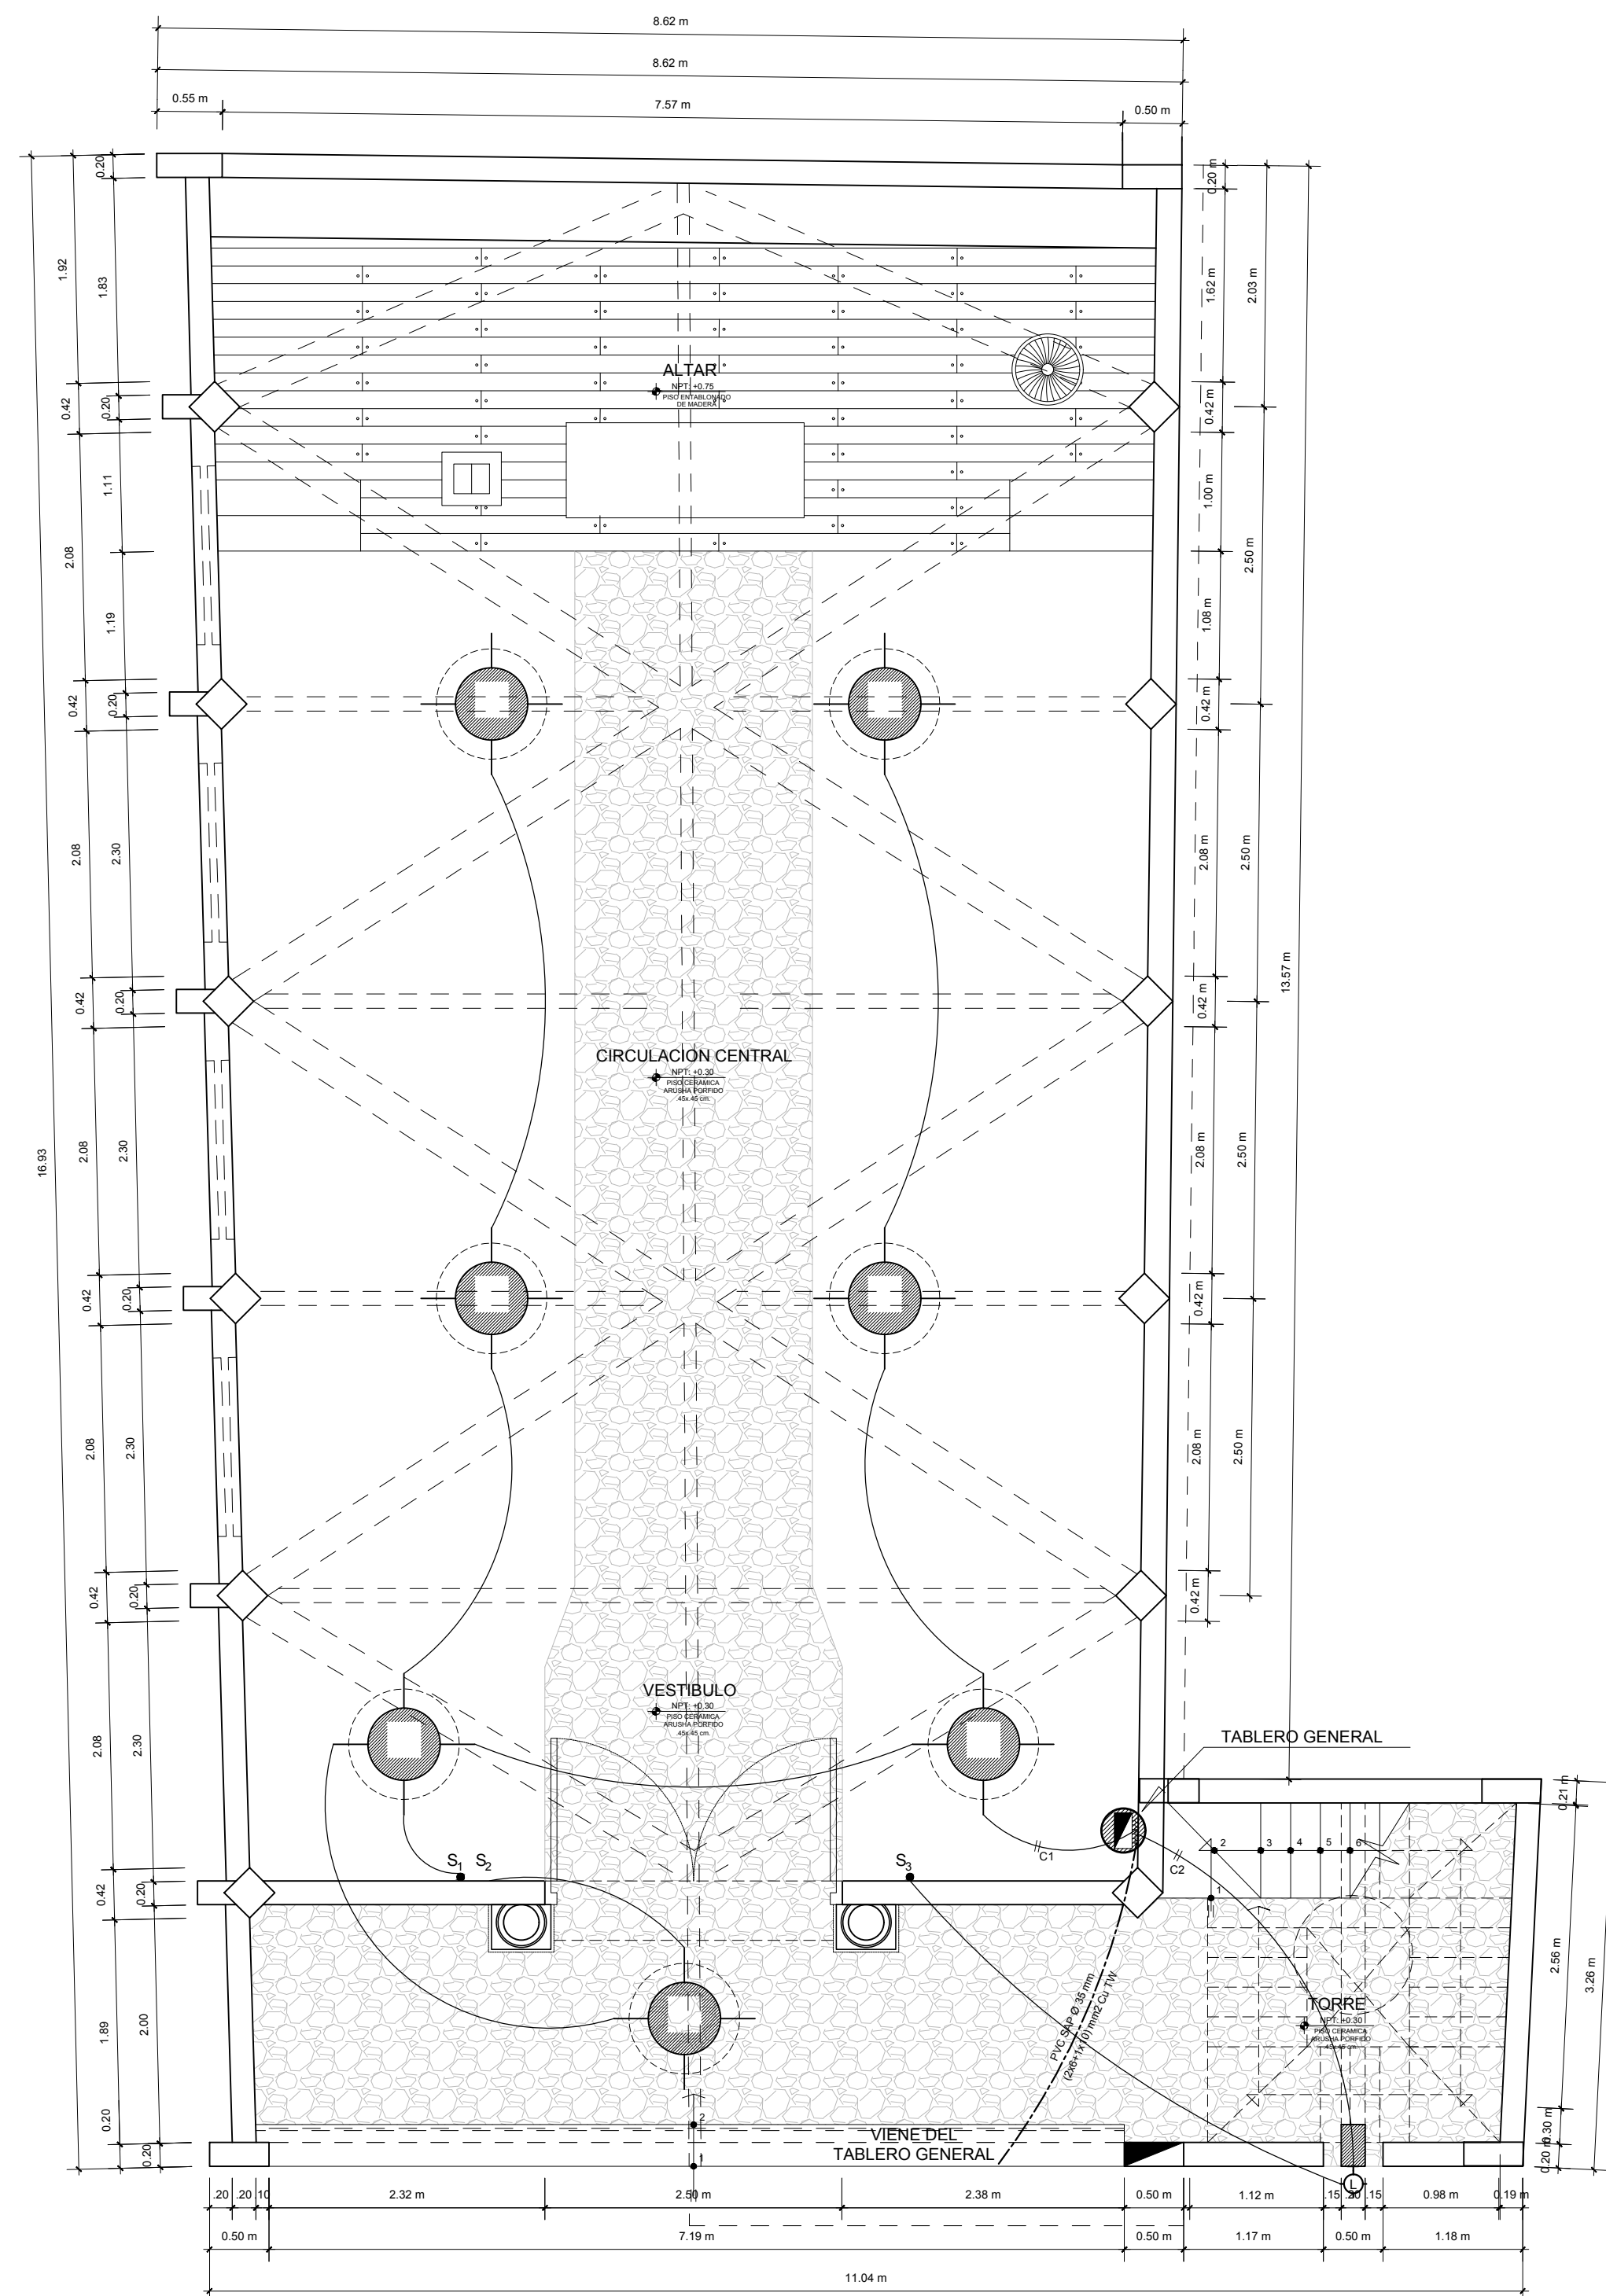 8.62 m
8.62 m
0.55 m
7.57 m
0.50 m
0.20
0.20 m
1.92
1.83
1.62 m
2.03 m
ALTAR
NPT: +0.75
PISO ENTABLONADO
DE MADERA
0.42
0.20
0.42 m
1.11
1.00 m
2.08
2.50 m
1.19
1.08 m
0.42
0.20
0.42 m
2.08
2.30
2.08 m
2.50 m
13.57 m
0.42
0.20
0.42 m
CIRCULACION CENTRAL
NPT: +0.30
PISO CERAMICA
ARUSHA PORFIDO
.45x.45 cm.
16.93
2.08
2.30
2.08 m
2.50 m
0.42
0.20
0.42 m
2.08
2.30
2.08 m
2.50 m
0.42
0.20
0.42 m
VESTIBULO
NPT: +0.30
PISO CERAMICA
ARUSHA PORFIDO
.45x.45 cm.
2.08
2.30
TABLERO GENERAL
0.21 m
C1
C2
2
3
4
5
6
1
S1
S2
S3
0.42
0.20
2.56 m
3.26 m
PVC SAP Ø 35 mm
(2x6+1x10) mm2 Cu TW
TORRE
NPT: +0.30
PISO CERAMICA
ARUSHA PORFIDO
.45x45 cm
1.89
2.00
0.20
0.20
2
1
VIENE DEL
TABLERO GENERAL
0.30 m
0.20 m
L
.20
.20
.10
2.32 m
2.50 m
2.38 m
0.50 m
1.12 m
.15
.20
.15
0.98 m
0.19 m
0.50 m
7.19 m
0.50 m
1.17 m
0.50 m
1.18 m
11.04 m